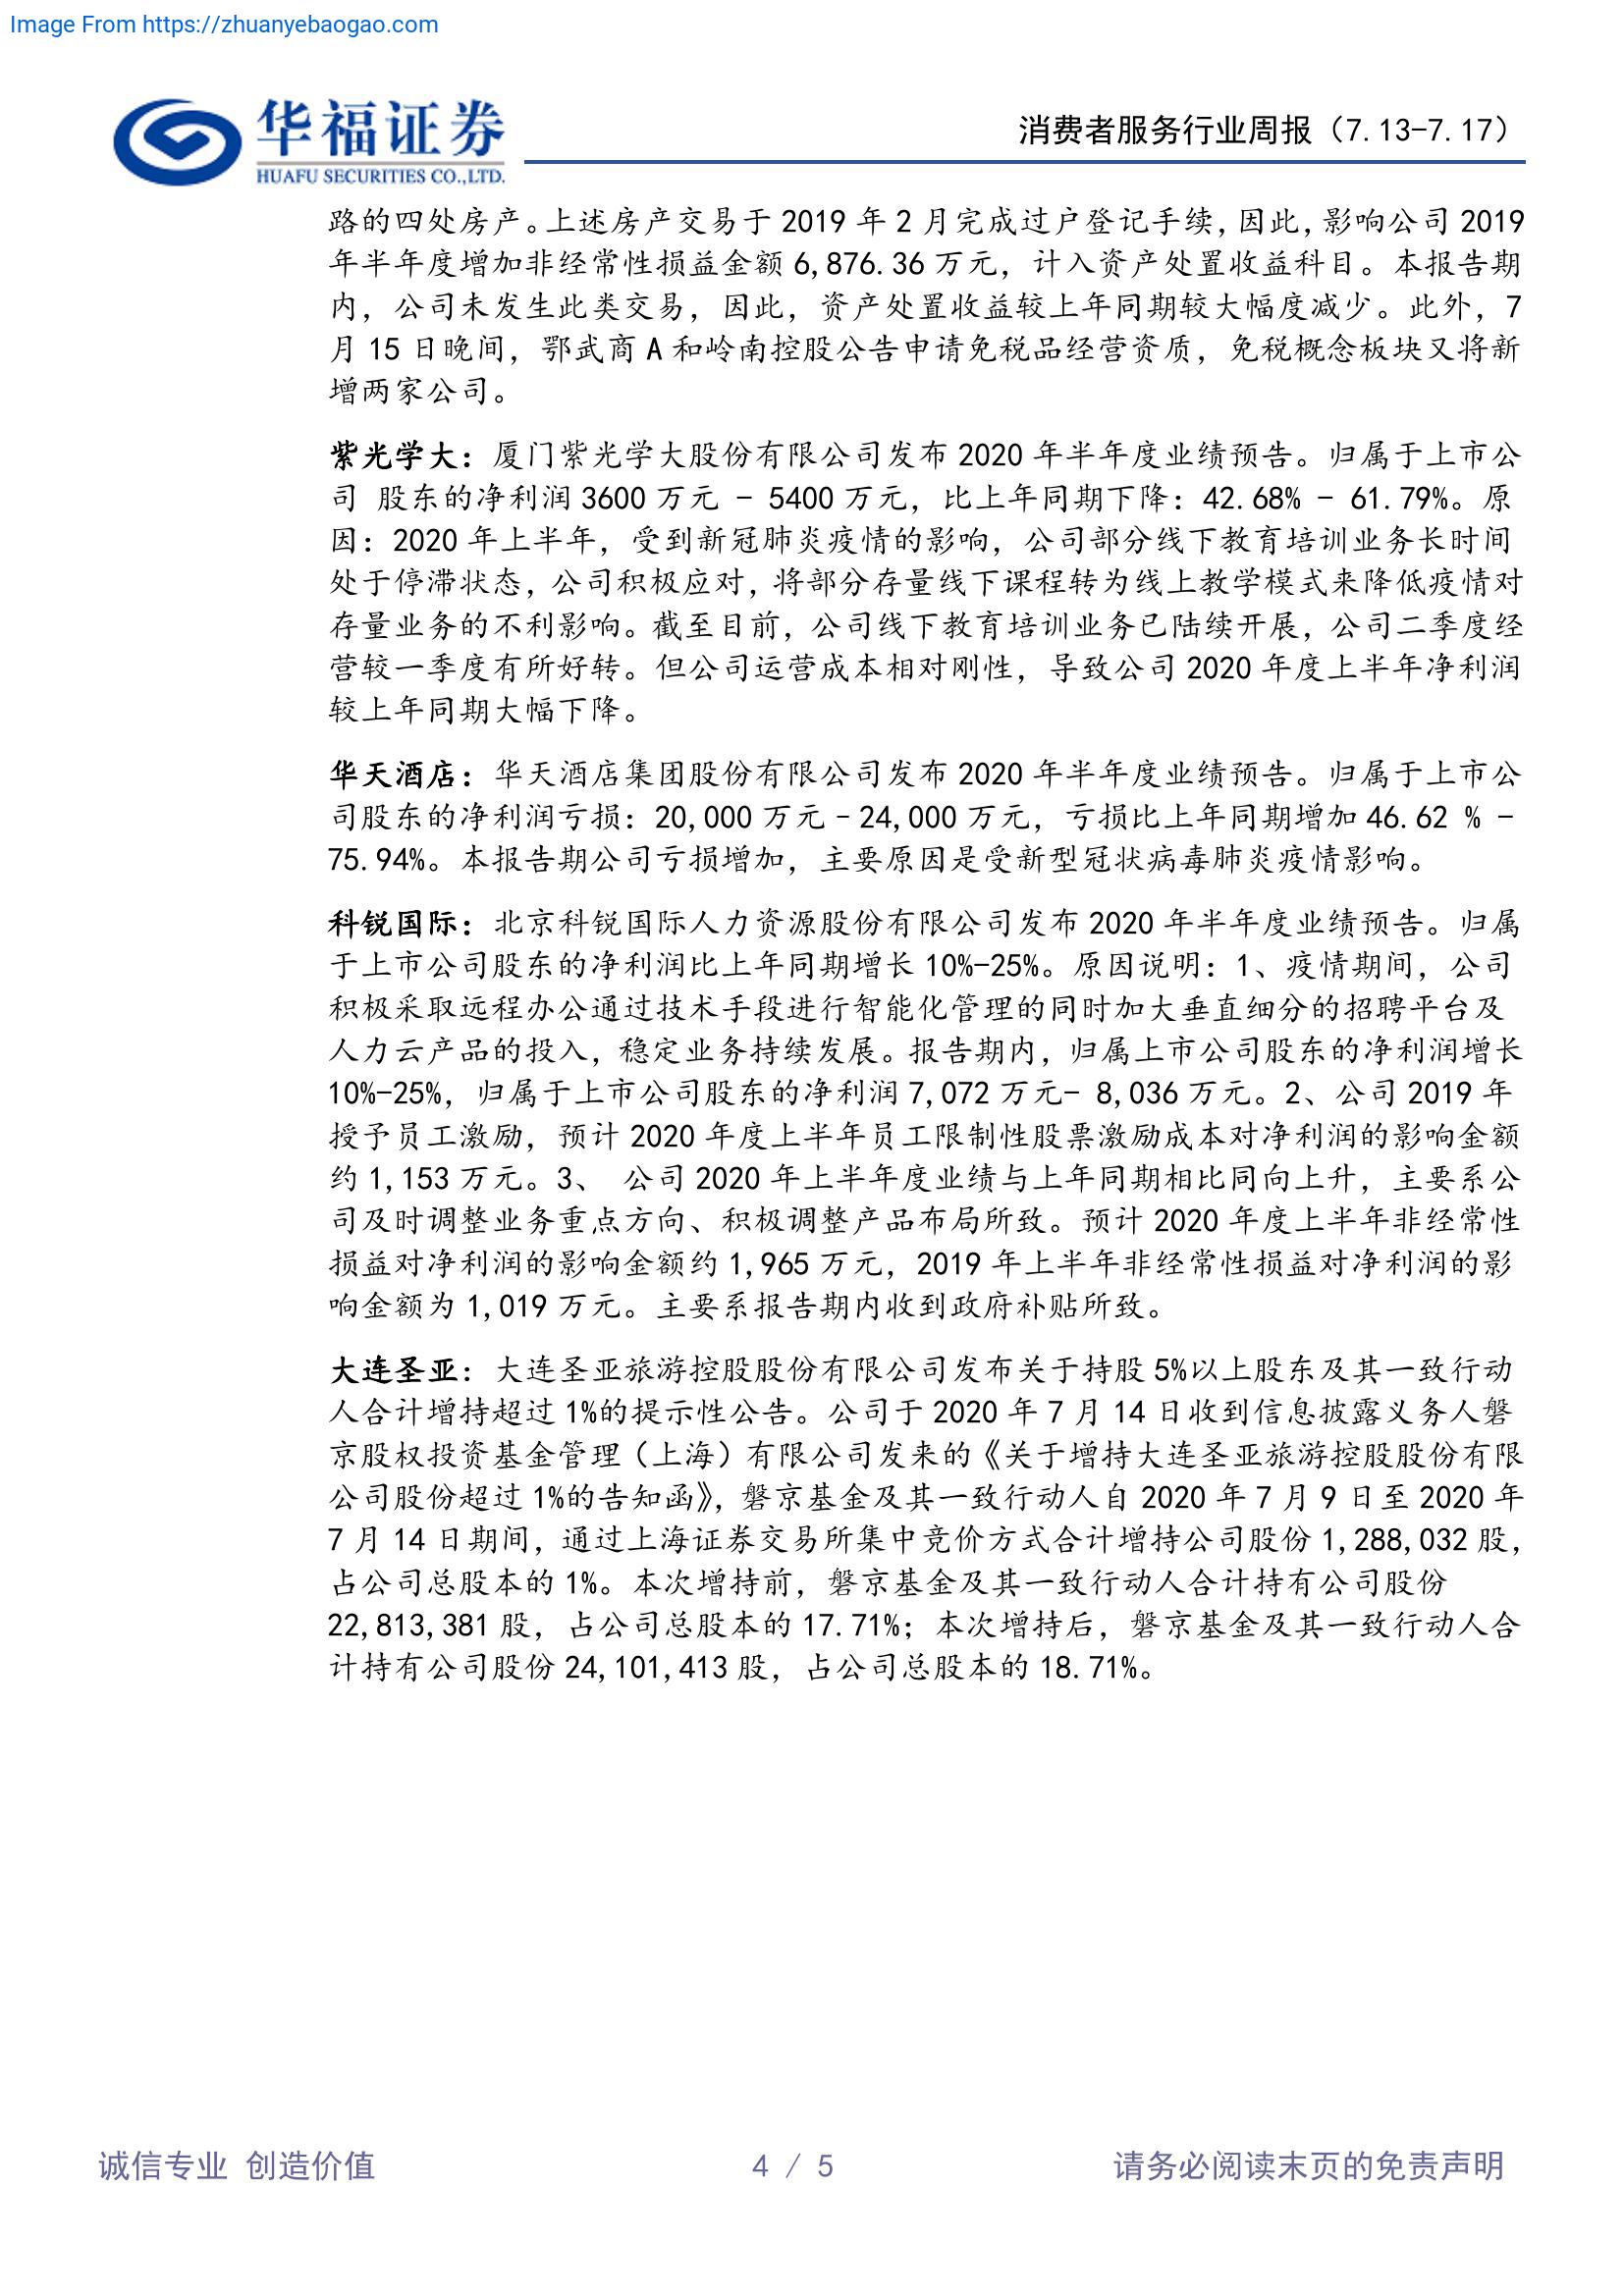 Image From https://zhuanyebaogao.com
华福证券
HUAFU SECURITIES CO.,LTD.
消费者服务行业周报（7.13-7.17）
路的四处房产。上述房产交易于 2019 年 2 月完成过户登记手续，因此，影响公司 2019
年半年度增加非经常性损益金额 6,876.36 万元，计入资产处置收益科目。本报告期
内，公司未发生此类交易，因此，资产处置收益较上年同期较大幅度减少。此外，7
月 15 日晚间，鄂武商 A 和岭南控股公告申请免税品经营资质，免税概念板块又将新
增两家公司。
紫光学大：厦门紫光学大股份有限公司发布 2020 年半年度业绩预告。归属于上市公
司 股东的净利润 3600 万元 - 5400 万元，比上年同期下降：42.68% - 61.79%。原
因：2020 年上半年，受到新冠肺炎疫情的影响，公司部分线下教育培训业务长时间
处于停滞状态，公司积极应对，将部分存量线下课程转为线上教学模式来降低疫情对
存量业务的不利影响。截至目前，公司线下教育培训业务已陆续开展，公司二季度经
营较一季度有所好转。但公司运营成本相对刚性，导致公司 2020 年度上半年净利润
较上年同期大幅下降。
华天酒店：华天酒店集团股份有限公司发布 2020 年半年度业绩预告。归属于上市公
司股东的净利润亏损：20,000 万元–24,000 万元，亏损比上年同期增加 46.62 % -
75.94%。本报告期公司亏损增加，主要原因是受新型冠状病毒肺炎疫情影响。
科锐国际：北京科锐国际人力资源股份有限公司发布 2020 年半年度业绩预告。归属
于上市公司股东的净利润比上年同期增长 10%-25%。原因说明：1、疫情期间，公司
积极采取远程办公通过技术手段进行智能化管理的同时加大垂直细分的招聘平台及
人力云产品的投入，稳定业务持续发展。报告期内，归属上市公司股东的净利润增长
10%-25%，归属于上市公司股东的净利润 7,072 万元- 8,036 万元。2、公司 2019 年
授予员工激励，预计 2020 年度上半年员工限制性股票激励成本对净利润的影响金额
约 1,153 万元。3、 公司 2020 年上半年度业绩与上年同期相比同向上升，主要系公
司及时调整业务重点方向、积极调整产品布局所致。预计 2020 年度上半年非经常性
损益对净利润的影响金额约 1,965 万元，2019 年上半年非经常性损益对净利润的影
响金额为 1,019 万元。主要系报告期内收到政府补贴所致。
大连圣亚：大连圣亚旅游控股股份有限公司发布关于持股 5%以上股东及其一致行动
人合计增持超过 1%的提示性公告。公司于 2020 年 7 月 14 日收到信息披露义务人磐
京股权投资基金管理（上海）有限公司发来的《关于增持大连圣亚旅游控股股份有限
公司股份超过 1%的告知函》，磐京基金及其一致行动人自 2020 年 7 月 9 日至 2020 年
7 月 14 日期间，通过上海证券交易所集中竞价方式合计增持公司股份 1,288,032 股，
占公司总股本的 1%。本次增持前，磐京基金及其一致行动人合计持有公司股份
22,813,381 股，占公司总股本的 17.71%；本次增持后，磐京基金及其一致行动人合
计持有公司股份 24,101,413 股，占公司总股本的 18.71%。
诚信专业 创造价值
4 / 5
请务必阅读末页的免责声明